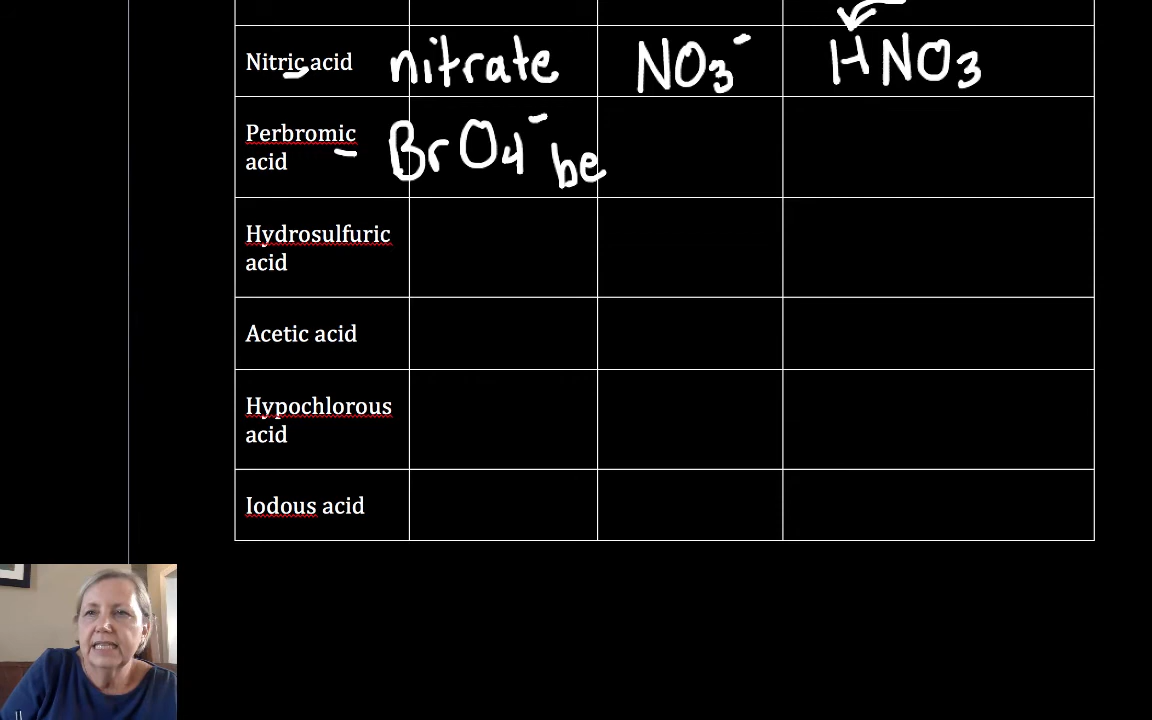 Nitric acid nitrate NO3- HNO3
Perbromic BrO4- be
acid
Hydrosulfuric
acid
Acetic acid
Hypochlorous
acid
Iodous acid